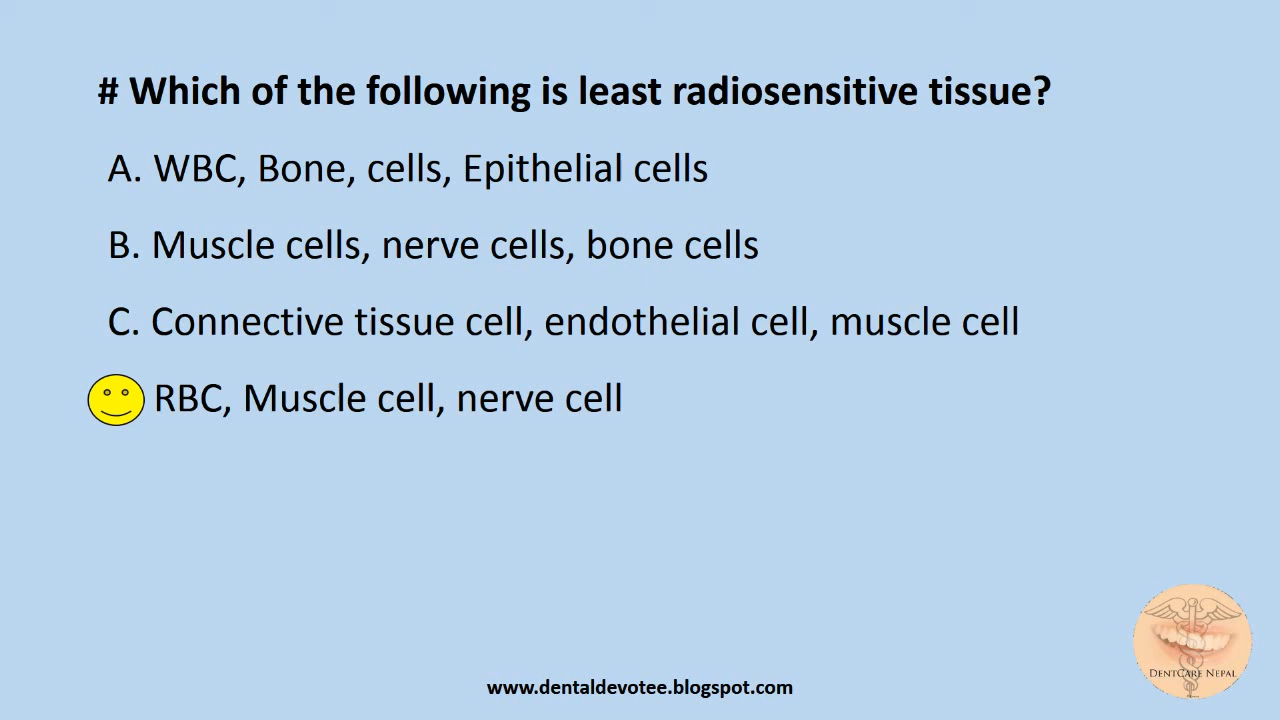 # Which of the following is least radiosensitive tissue?
A. WBC, Bone, cells, Epithelial cells
B. Muscle cells, nerve cells, bone cells
C. Connective tissue cell, endothelial cell, muscle cell
RBC, Muscle cell, nerve cell
DENTCARE NEPAL
www.dentaldevotee.blogspot.com